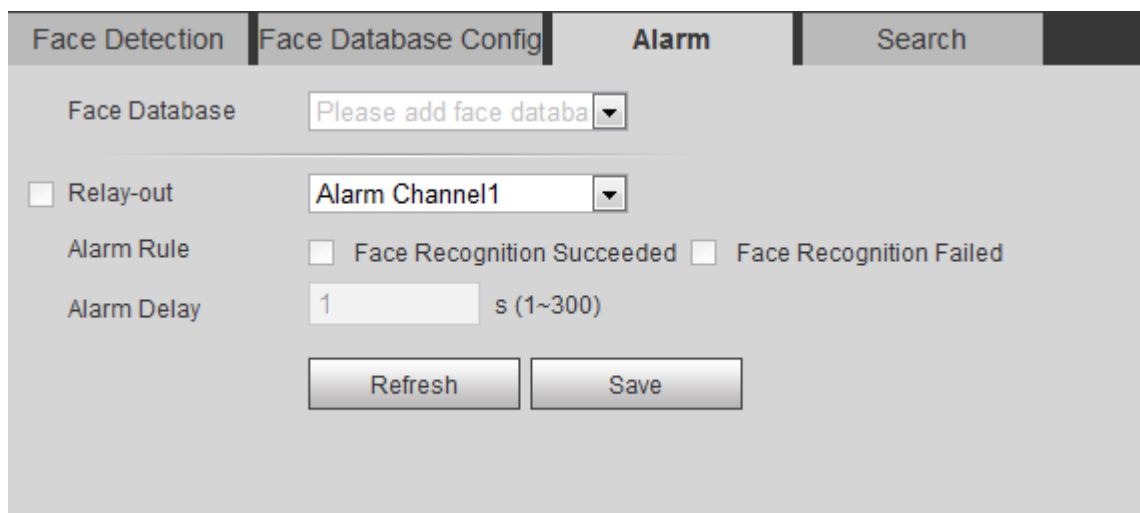 Face Detection Face Database Config Alarm Search
Face Database Please add face databa
Relay-out Alarm Channel1
Alarm Rule Face Recognition Succeeded Face Recognition Failed
Alarm Delay 1 s (1~300)
Refresh Save